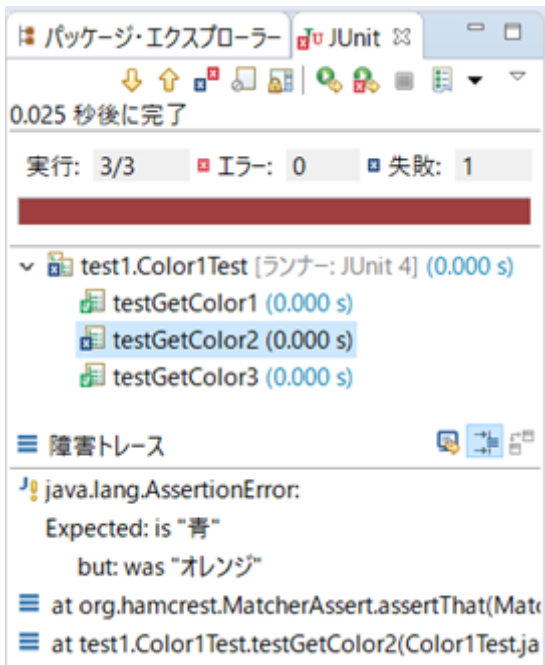 パッケージ・エクスプローラー JUnit
0.025 秒後に完了
実行: 3/3 エラー: 0 失敗: 1
test1.Color1Test [ランナー: JUnit 4] (0.000 s)
testGetColor1 (0.000 s)
testGetColor2 (0.000 s)
testGetColor3 (0.000 s)
障害トレース
java.lang.AssertionError:
Expected: is "青"
but: was "オレンジ"
at org.hamcrest.MatcherAssert.assertThat(Matc
at test1.Color1Test.testGetColor2(Color1Test.ja